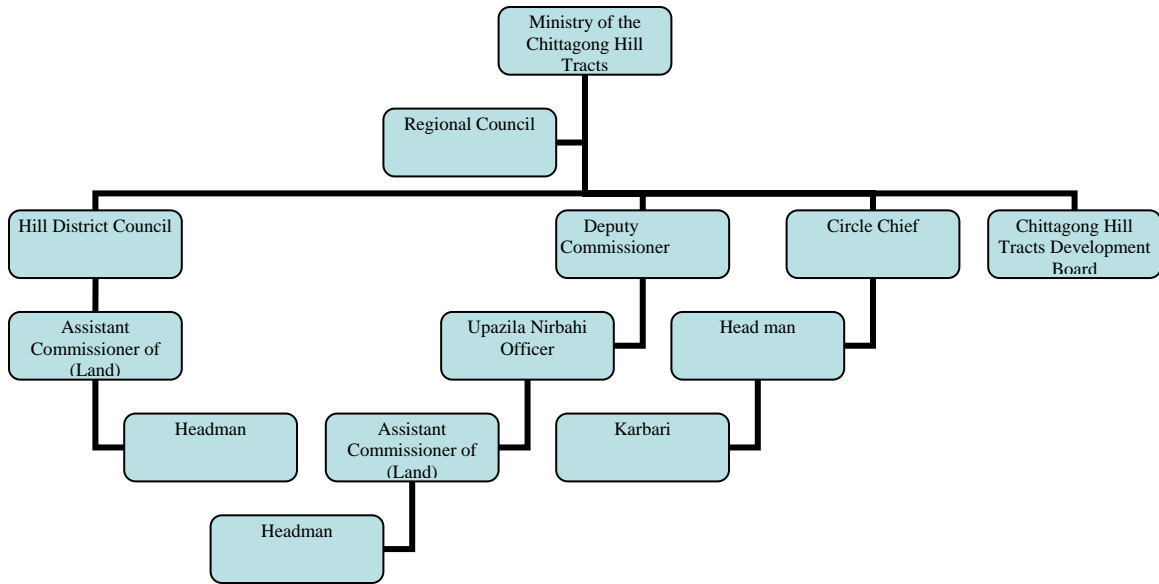 Ministry of the
Chittagong Hill
Tracts
Regional Council
Hill District Council
Deputy
Commissioner
Circle Chief
Chittagong Hill
Tracts Development
Board
Assistant
Commissioner of
(Land)
Upazila Nirbahi
Officer
Head man
Headman
Assistant
Commissioner of
(Land)
Karbari
Headman